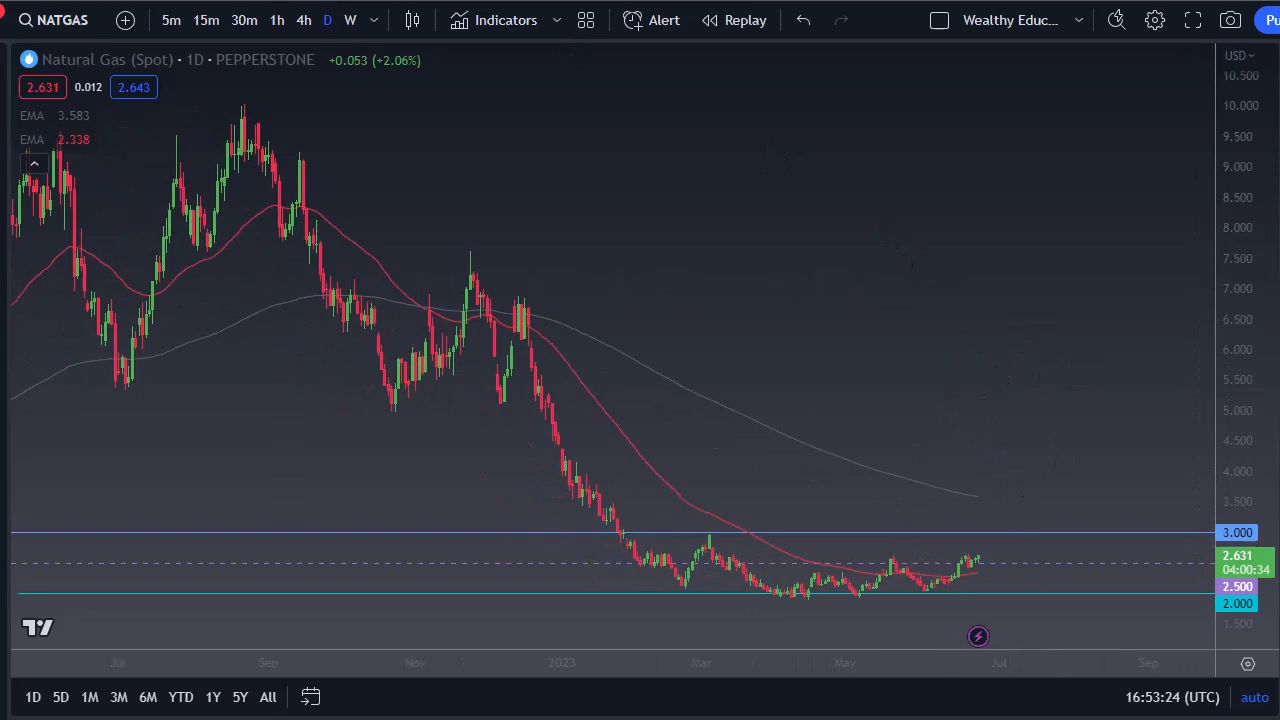 NATGAS 5m 15m 30m 1h 4h D W Indicators Alert Replay Wealthy Educ... Pu
Natural Gas (Spot) · 1D · PEPPERSTONE +0.053 (+2.06%)
USD
2.631 0.012 2.643
EMA 3.583
EMA 2.338
10.500
10.000
9.500
9.000
8.500
8.000
7.500
7.000
6.500
6.000
5.500
5.000
4.500
4.000
3.500
3.000
2.631
04:00:34
2.500
2.000
1.500
Jul Sep Nov 2023 Mar May Jul Sep
1D 5D 1M 3M 6M YTD 1Y 5Y All 16:53:24 (UTC) auto